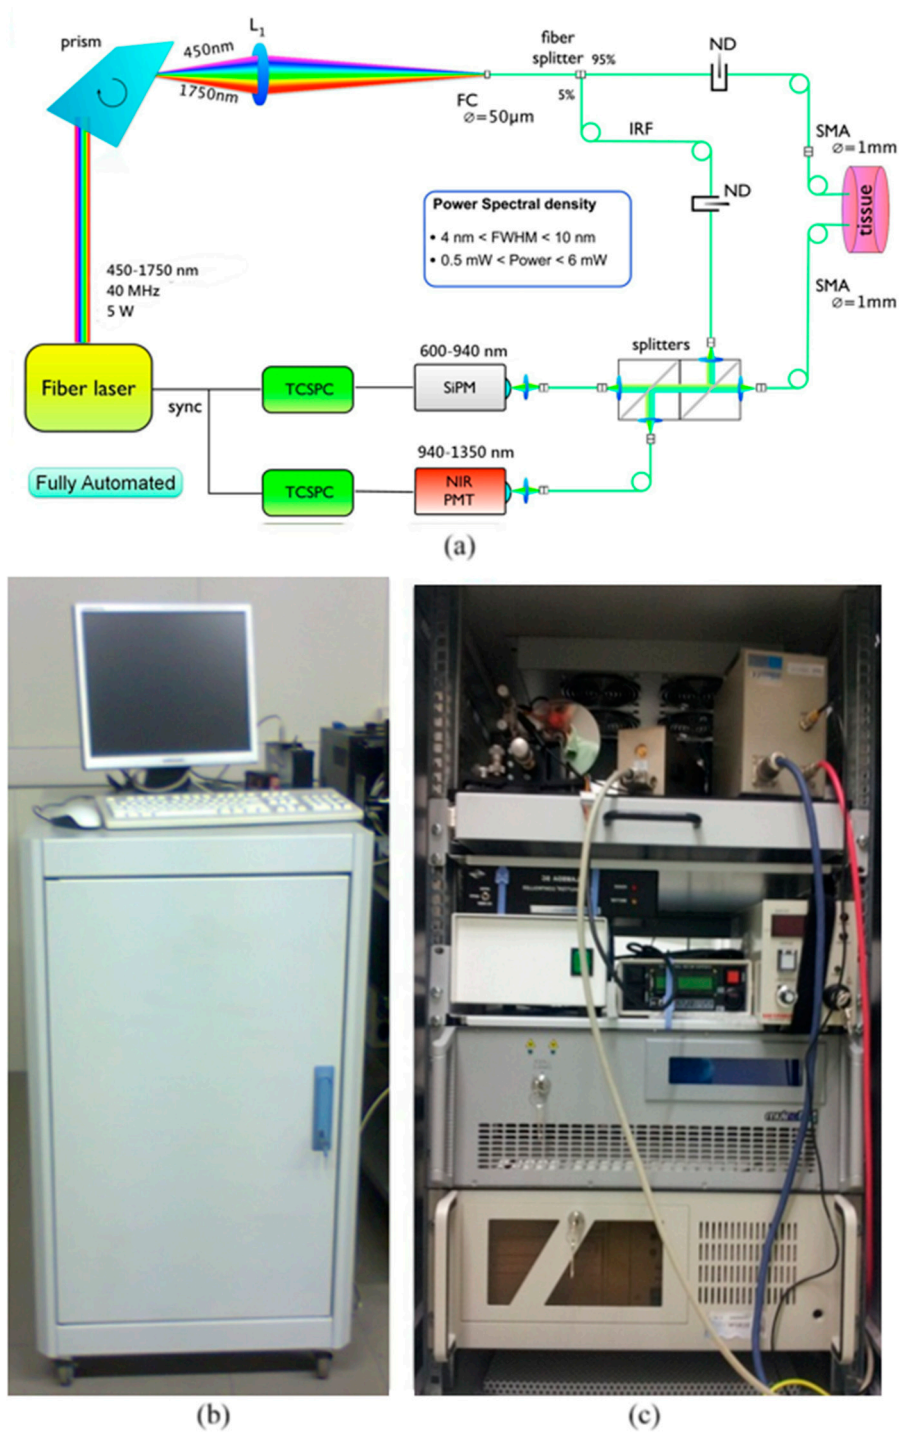 L1
prism
450nm
1750nm
fiber
splitter 95%
5%
ND
FC
⌀=50µm
IRF
SMA
⌀=1mm
ND
tissue
Power Spectral density
• 4 nm < FWHM < 10 nm
• 0.5 mW < Power < 6 mW
450-1750 nm
40 MHz
5 W
SMA
⌀=1mm
splitters
600-940 nm
Fiber laser
sync
TCSPC
SiPM
940-1350 nm
Fully Automated
TCSPC
NIR
PMT
(a)
(b)
(c)